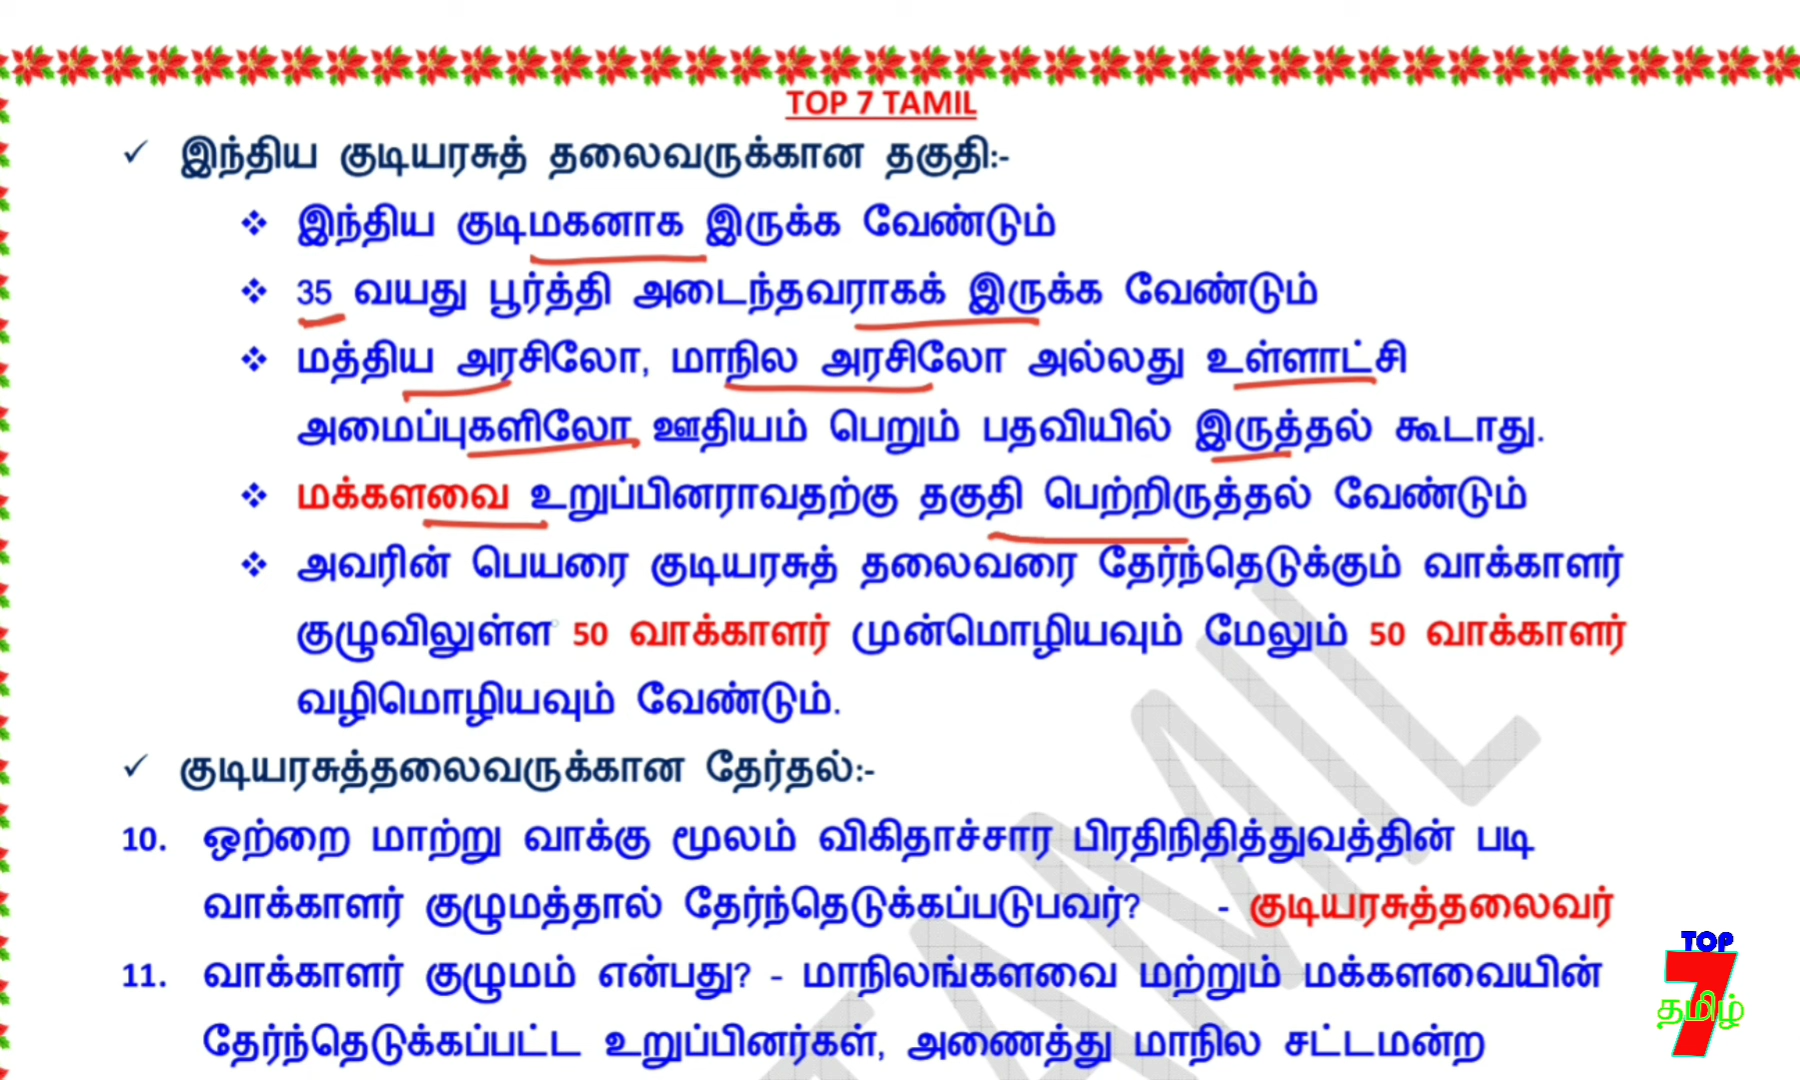 TOP 7 TAMIL
✓ இந்திய குடியரசுத் தலைவருக்கான தகுதி:-
❖ இந்திய குடிமகனாக இருக்க வேண்டும்
❖ 35 வயது பூர்த்தி அடைந்தவராகக் இருக்க வேண்டும்
❖ மத்திய அரசிலோ, மாநில அரசிலோ அல்லது உள்ளாட்சி
அமைப்புகளிலோ ஊதியம் பெறும் பதவியில் இருத்தல் கூடாது.
❖ மக்களவை உறுப்பினராவதற்கு தகுதி பெற்றிருத்தல் வேண்டும்
❖ அவரின் பெயரை குடியரசுத் தலைவரை தேர்ந்தெடுக்கும் வாக்காளர்
குழுவிலுள்ள 50 வாக்காளர் முன்மொழியவும் மேலும் 50 வாக்காளர்
வழிமொழியவும் வேண்டும்.
✓ குடியரசுத்தலைவருக்கான தேர்தல்:-
10. ஒற்றை மாற்று வாக்கு மூலம் விகிதாச்சார பிரதிநிதித்துவத்தின் படி
வாக்காளர் குழுமத்தால் தேர்ந்தெடுக்கப்படுபவர்? - குடியரசுத்தலைவர்
11. வாக்காளர் குழுமம் என்பது? - மாநிலங்களவை மற்றும் மக்களவையின்
தேர்ந்தெடுக்கப்பட்ட உறுப்பினர்கள், அணைத்து மாநில சட்டமன்ற
TAMIL
TOP
7
தமிழ்